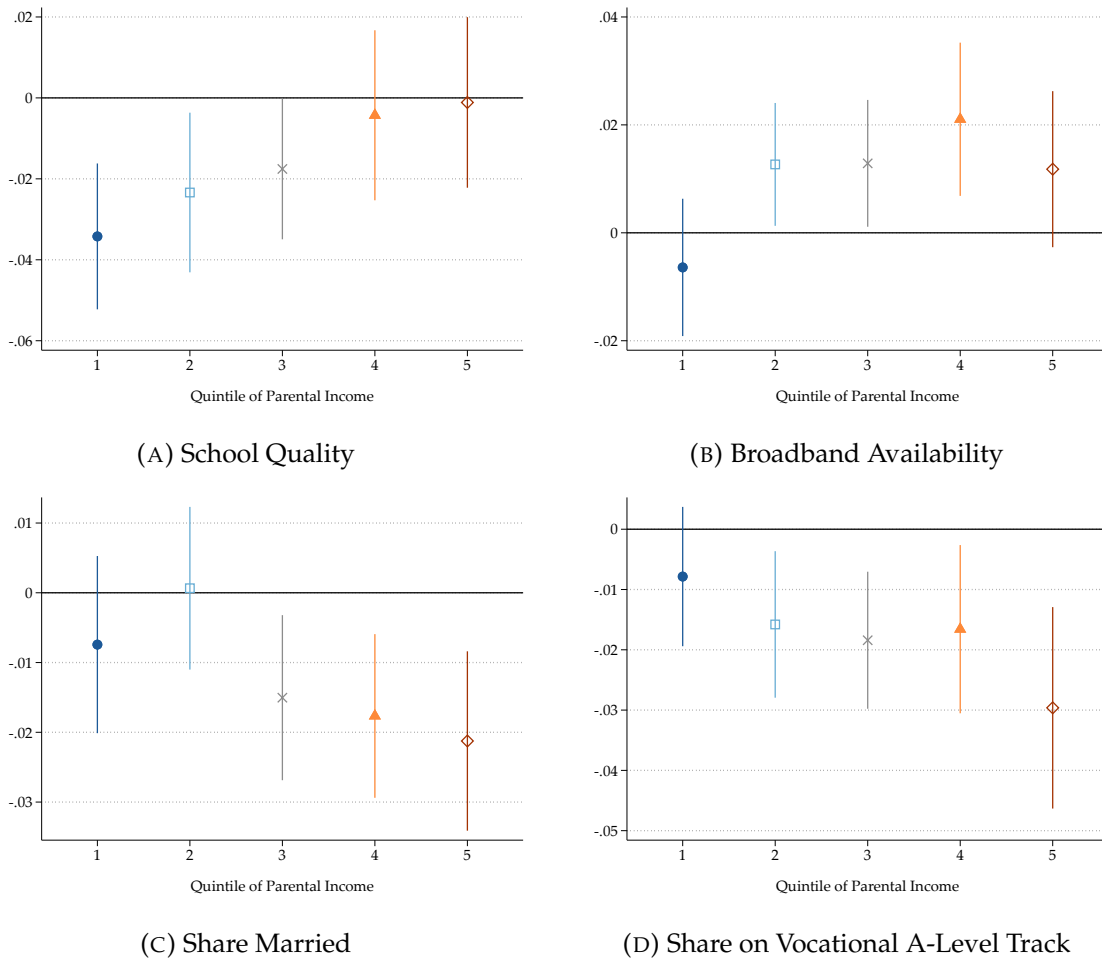 .02
0
-.02
-.04
-.06
1 2 3 4 5
Quintile of Parental Income
(A) School Quality
.04
.02
0
-.02
1 2 3 4 5
Quintile of Parental Income
(B) Broadband Availability
.01
0
-.01
-.02
-.03
1 2 3 4 5
Quintile of Parental Income
(C) Share Married
0
-.01
-.02
-.03
-.04
-.05
1 2 3 4 5
Quintile of Parental Income
(D) Share on Vocational A-Level Track